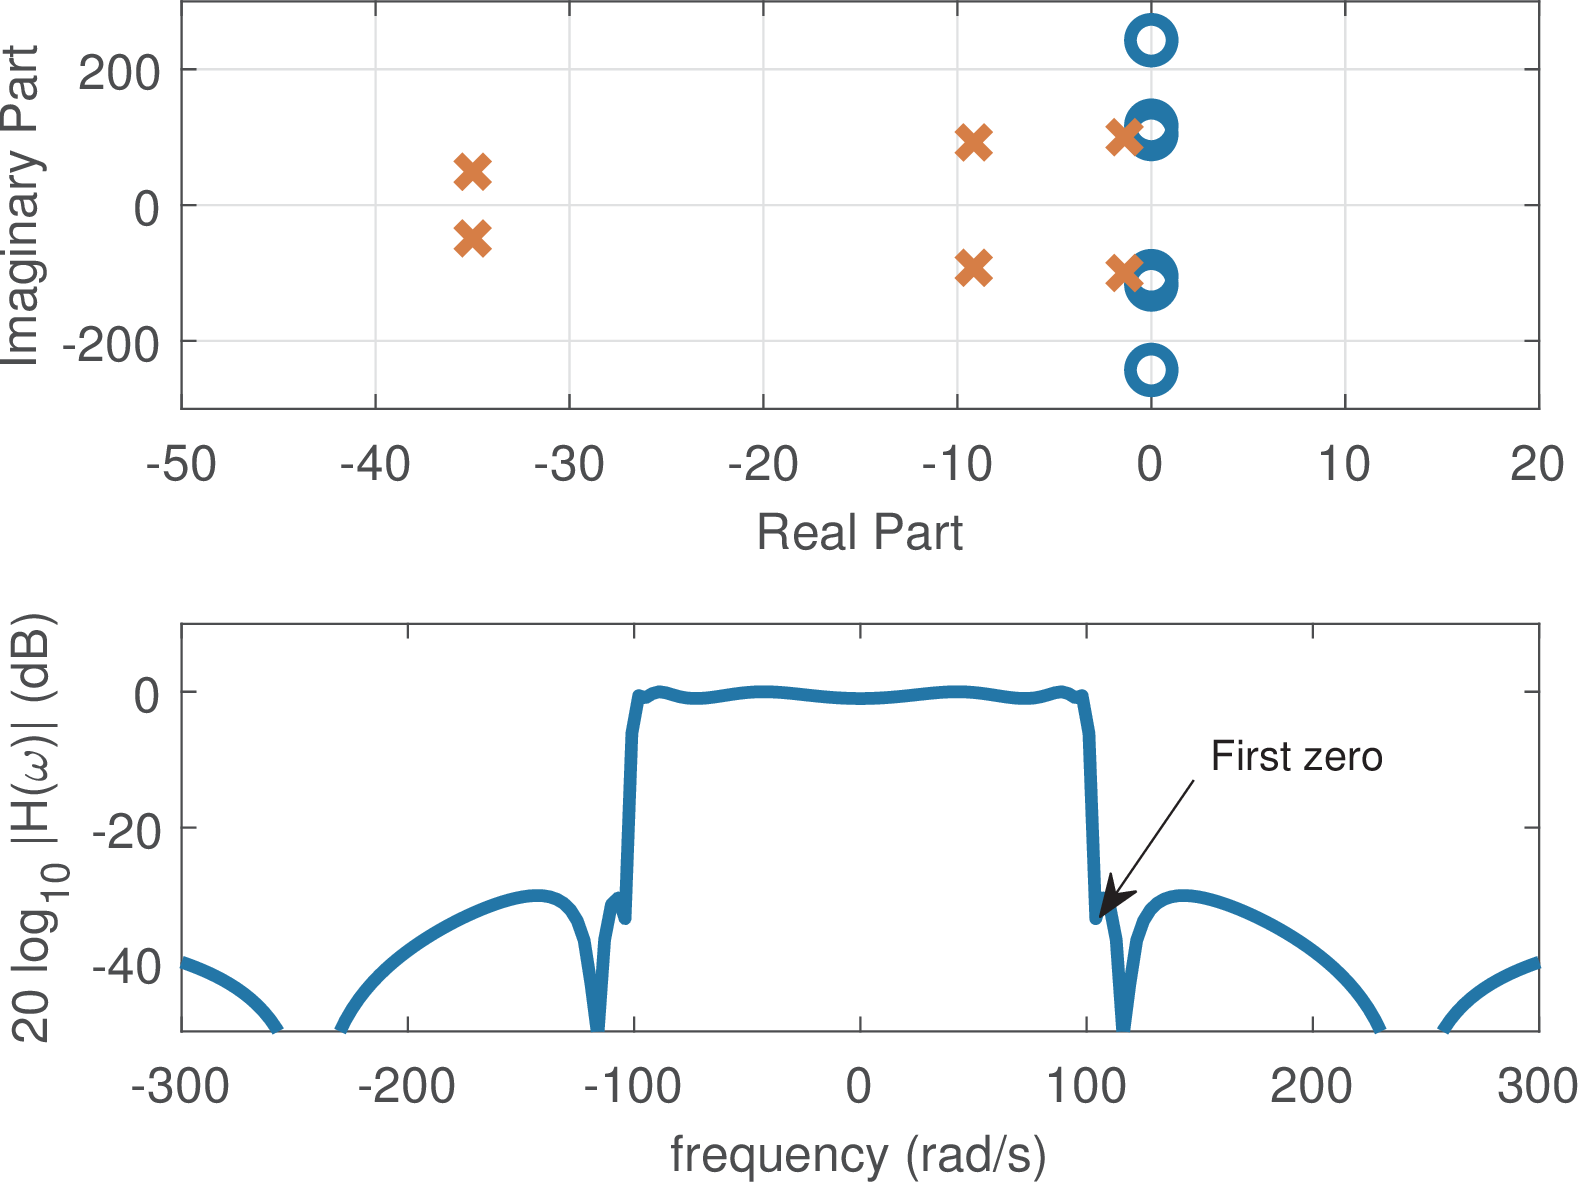 Imaginary Part
200
0
-200
-50 -40 -30 -20 -10 0 10 20
Real Part
20 log10 |H(ω)| (dB)
0
-20
-40
First zero
-300 -200 -100 0 100 200 300
frequency (rad/s)